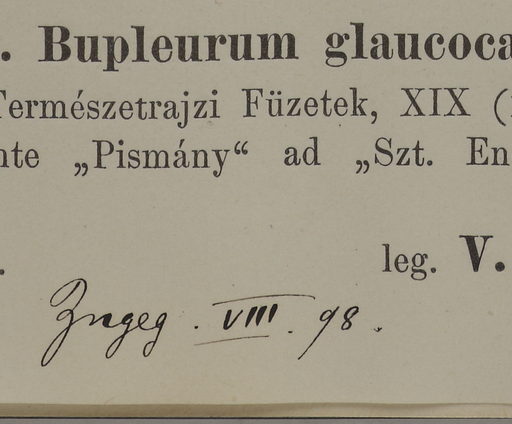 . Bupleurum glaucoca
Természetrajzi Füzetek, XIX (
nte „Pismány“ ad „Szt. En
leg. V.
Zugeg. VIII. 98.